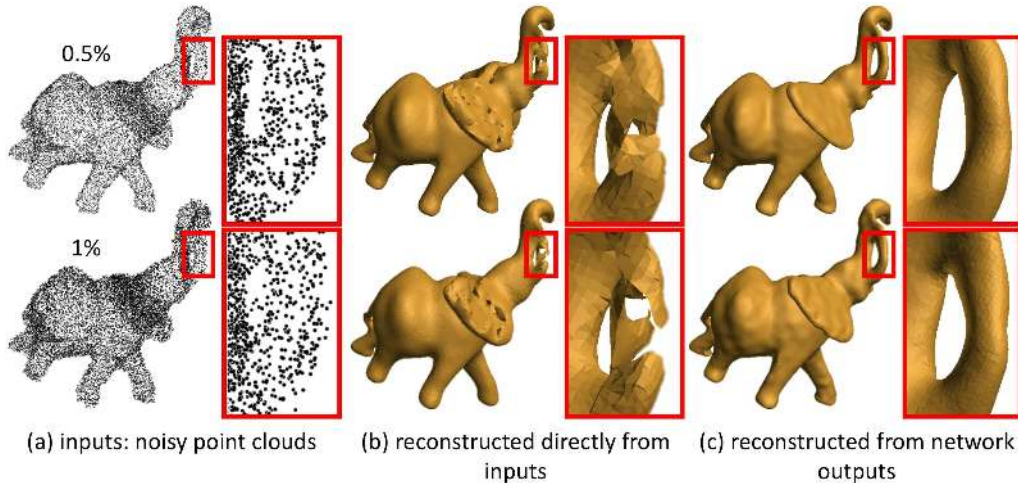 0.5%
1%
(a) inputs: noisy point clouds
(b) reconstructed directly from
inputs
(c) reconstructed from network
outputs